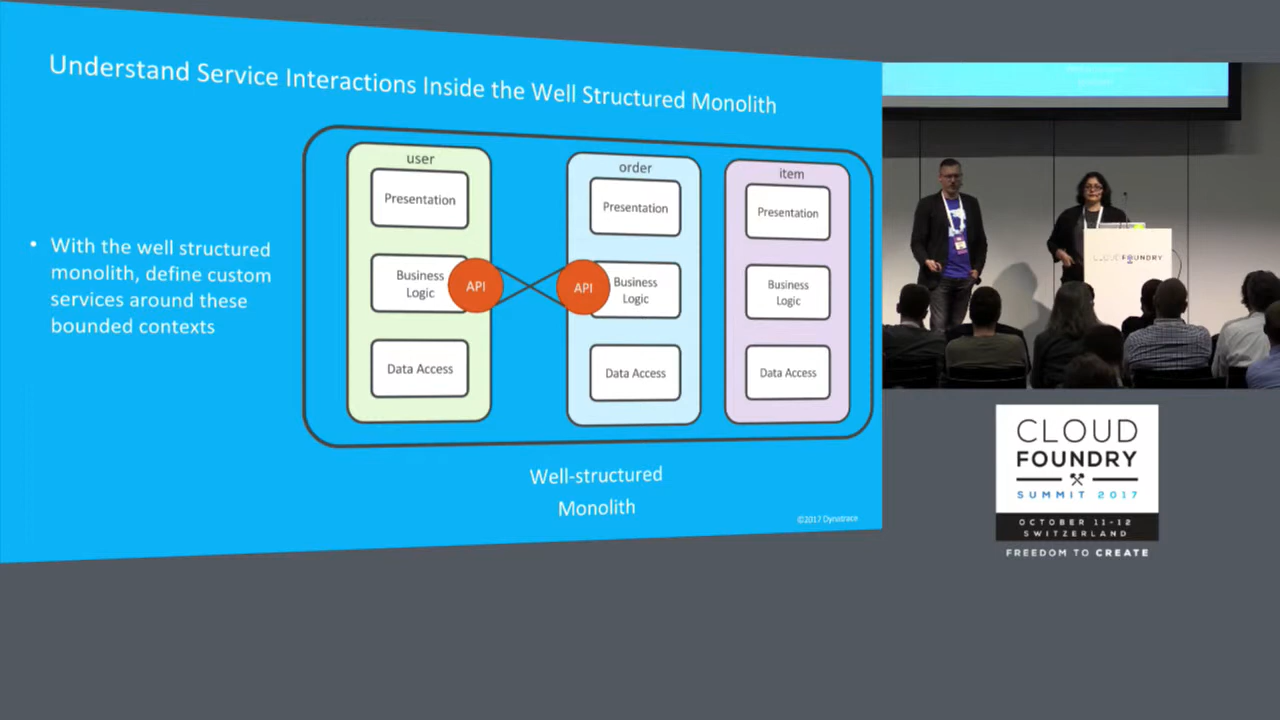 Understand Service Interactions Inside the Well Structured Monolith
• With the well structured
monolith, define custom
services around these
bounded contexts
user
Presentation
Business
Logic
API
Data Access
order
Presentation
API
Business
Logic
Data Access
item
Presentation
Business
Logic
Data Access
Well-structured
Monolith
©2017 Dynatrace
CLOUD FOUNDRY
CLOUD
FOUNDRY
SUMMIT 2017
OCTOBER 11-12
SWITZERLAND
FREEDOM TO CREATE